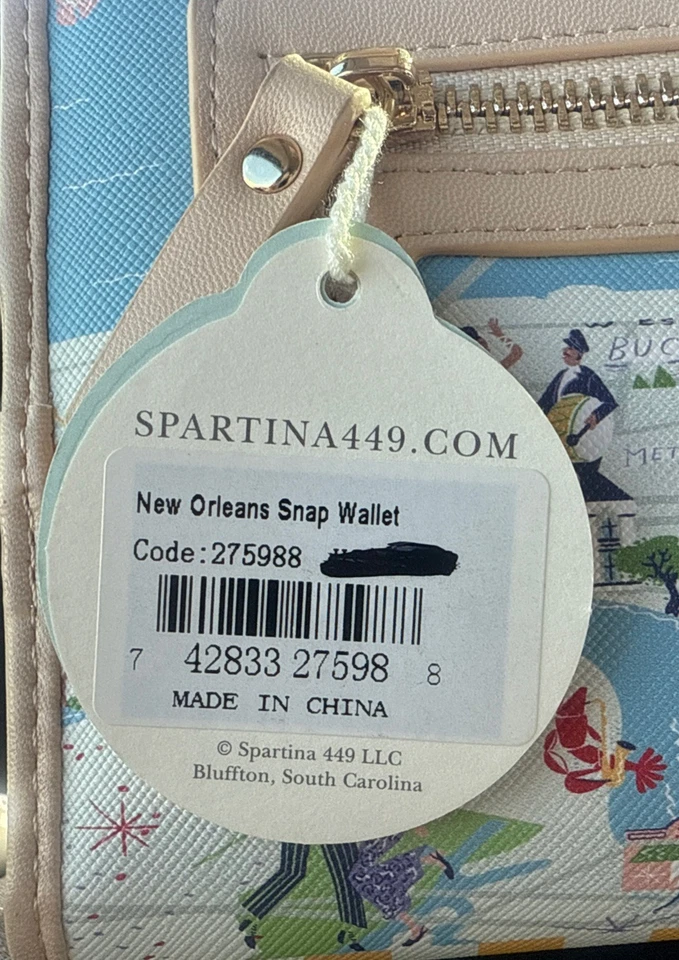 SPARTINA449.COM
New Orleans Snap Wallet
Code:275988
7 42833 27598 8
MADE IN CHINA
© Spartina 449 LLC
Bluffton, South Carolina
BUC
MET